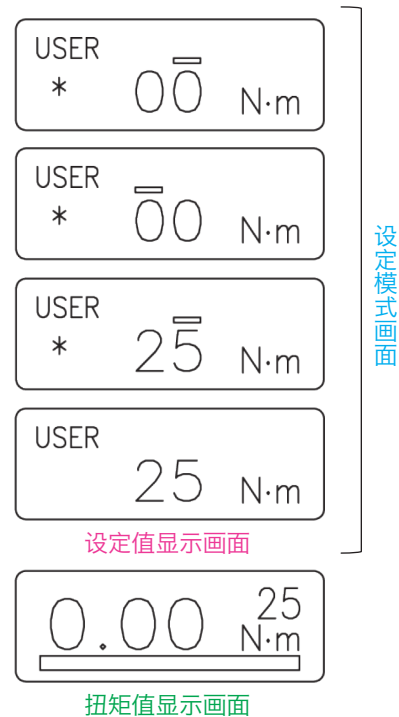 USER
* 00 N·m
USER
* 00 N·m
USER
* 25 N·m
USER
25 N·m
设定值显示画面
设定模式画面
0.00 25 N·m
扭矩值显示画面